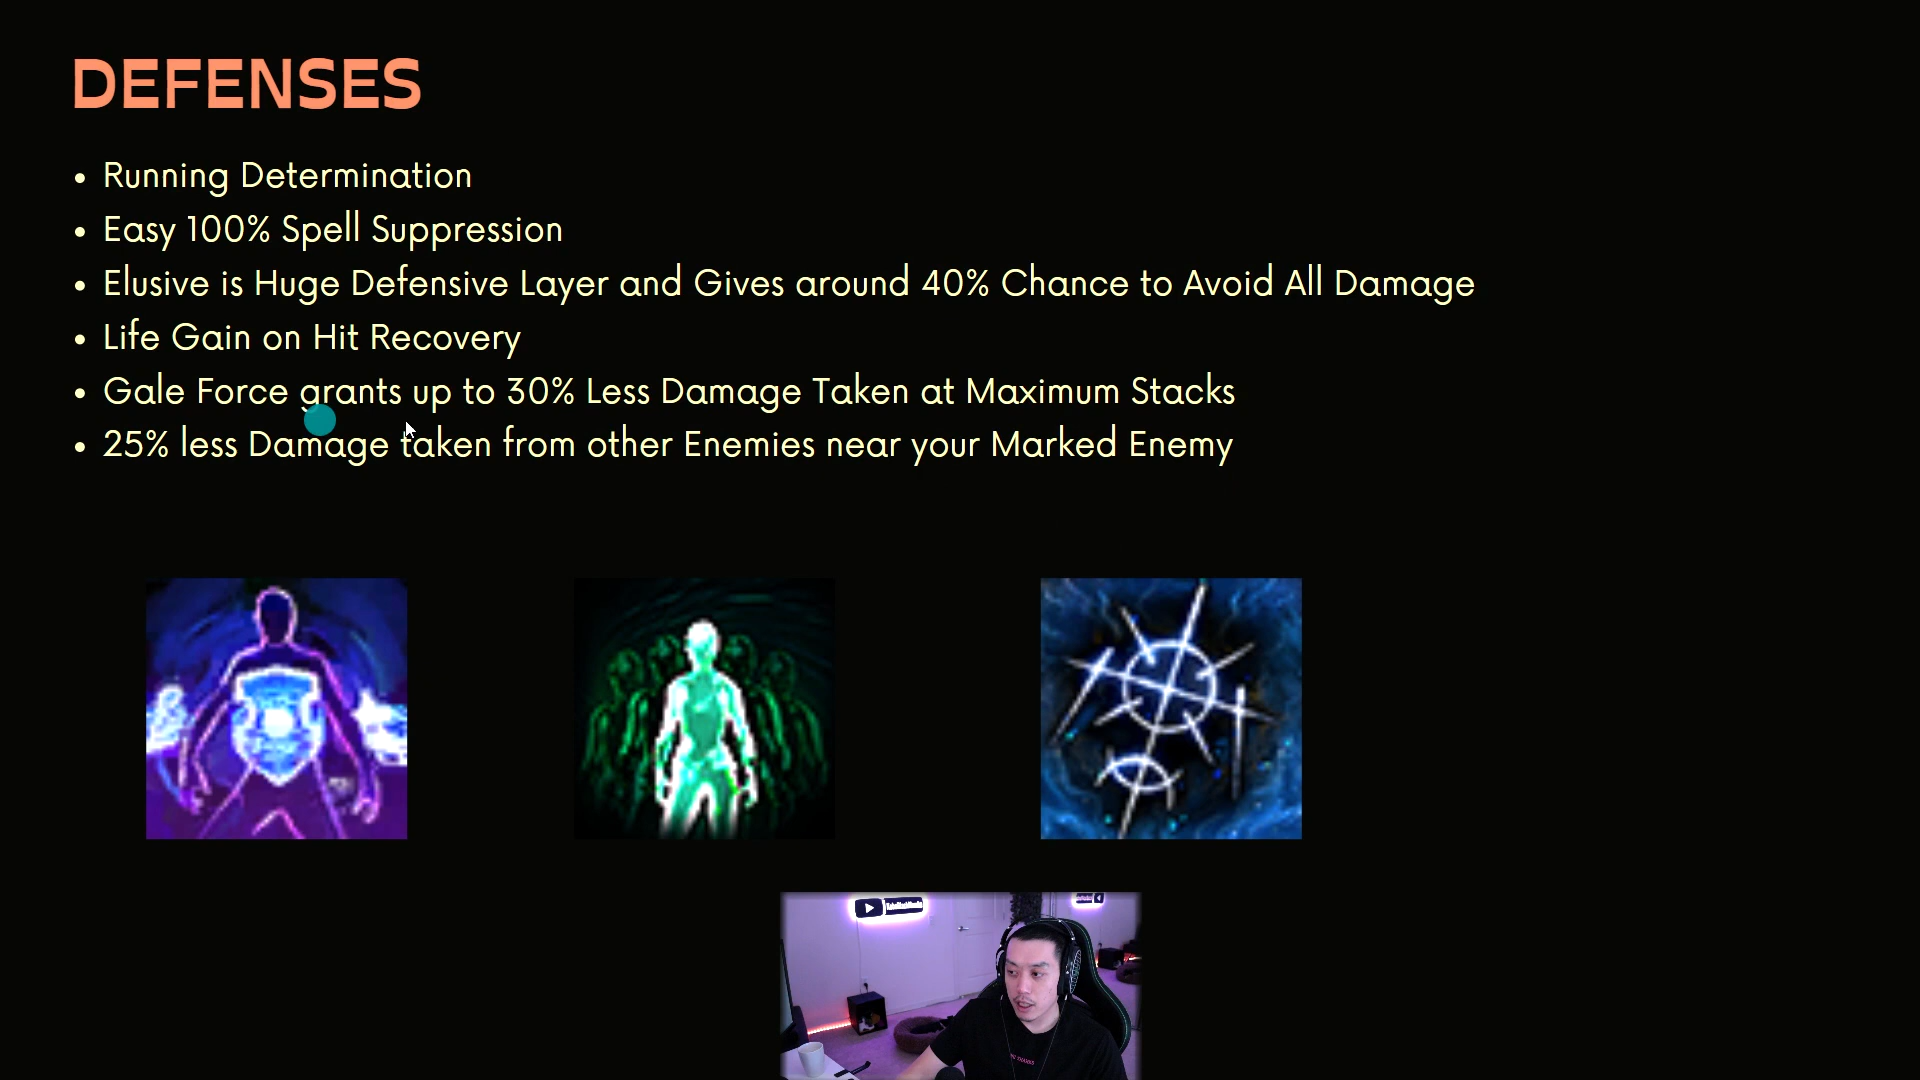 DEFENSES
• Running Determination
• Easy 100% Spell Suppression
• Elusive is Huge Defensive Layer and Gives around 40% Chance to Avoid All Damage
• Life Gain on Hit Recovery
• Gale Force grants up to 30% Less Damage Taken at Maximum Stacks
• 25% less Damage taken from other Enemies near your Marked Enemy